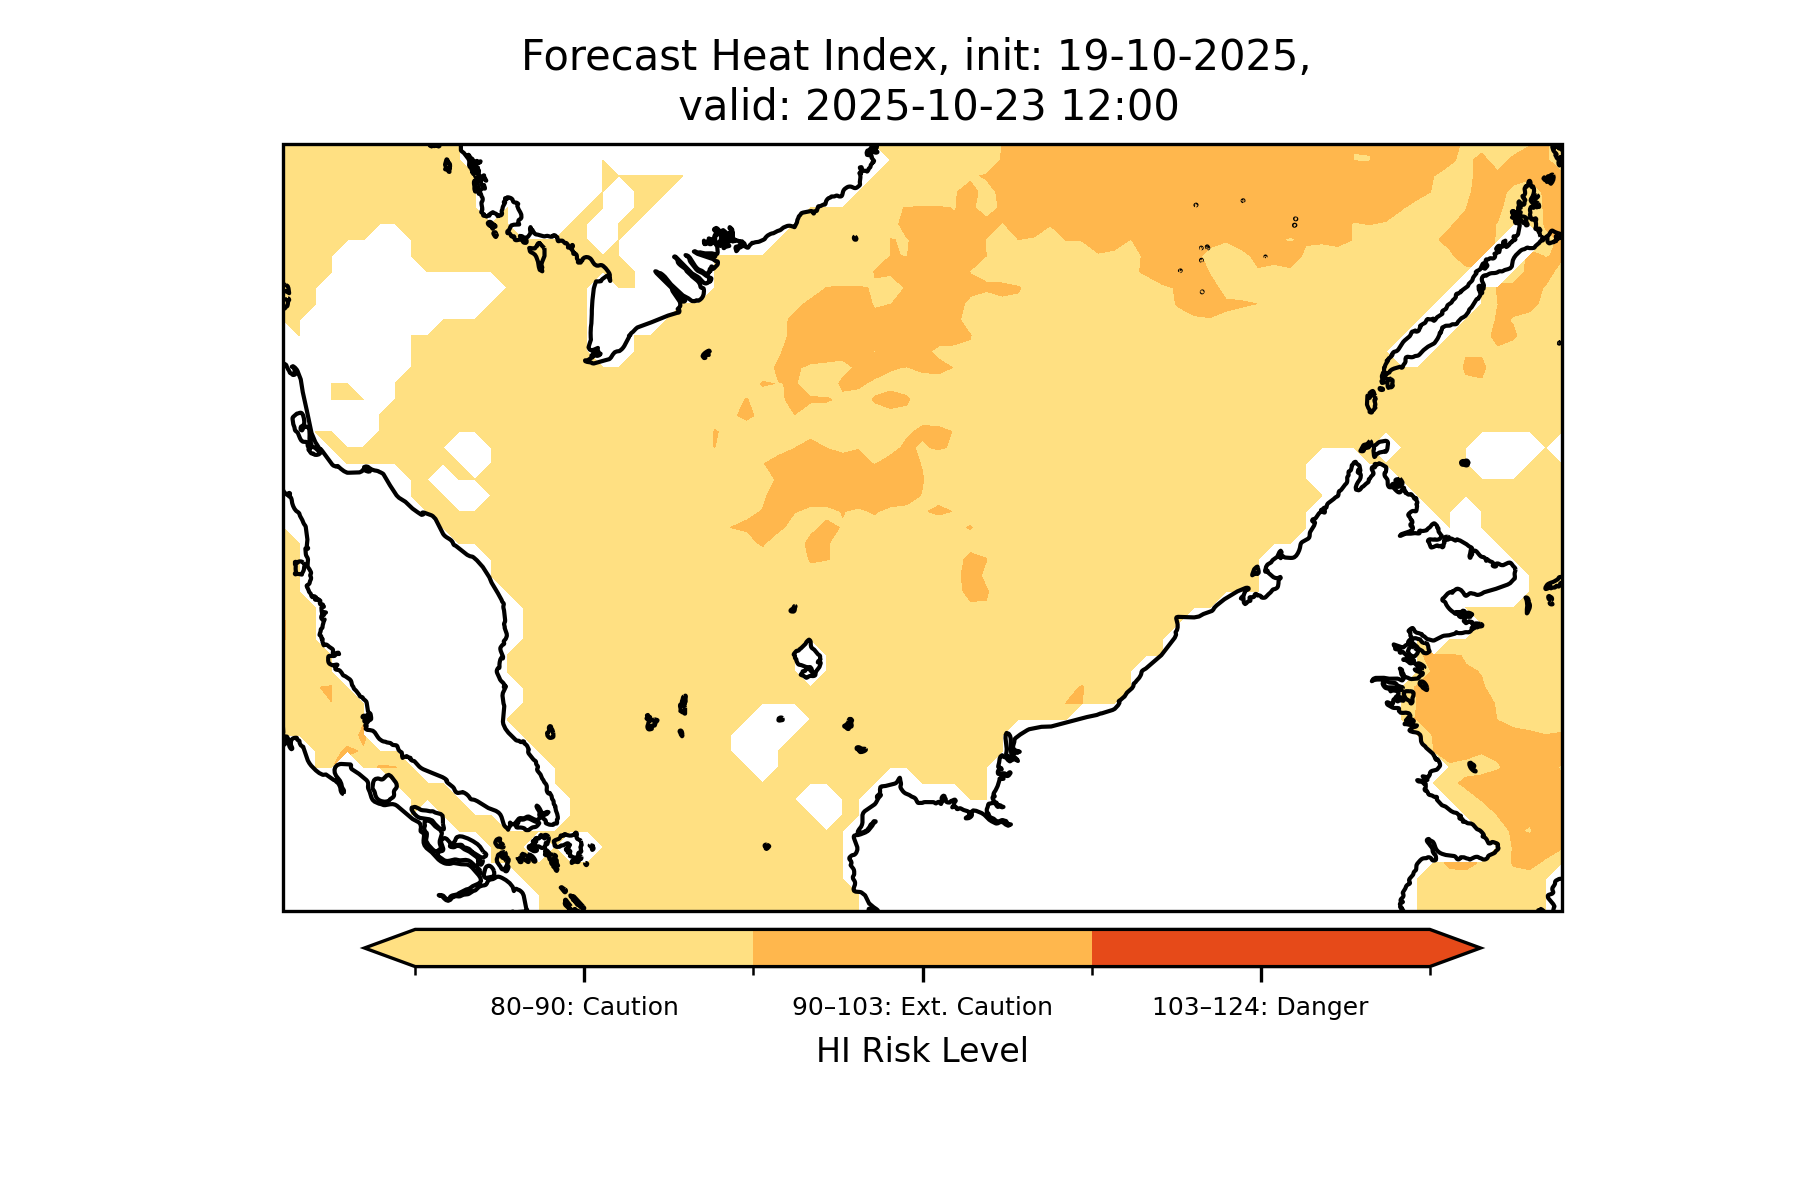 Forecast Heat Index, init: 19-10-2025,
valid: 2025-10-23 12:00
80–90: Caution
90–103: Ext. Caution
103–124: Danger
HI Risk Level